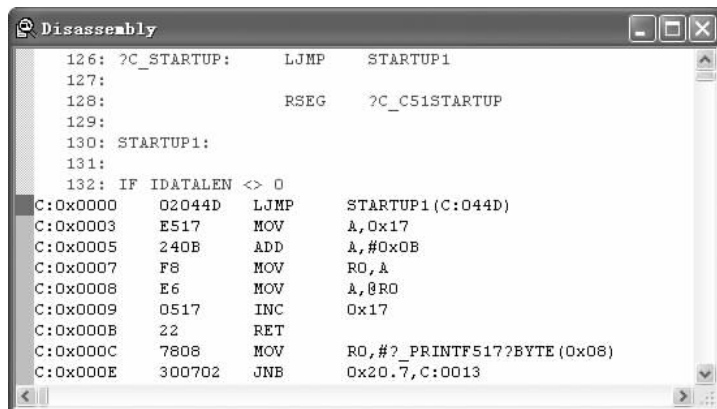 Disassembly
126: ?C_STARTUP: LJMP STARTUP1
127:
128: RSEG ?C_C51STARTUP
129:
130: STARTUP1:
131:
132: IF IDATALEN <> 0
C:0x0000 02044D LJMP STARTUP1(C:044D)
C:0x0003 E517 MOV A,0x17
C:0x0005 240B ADD A,#0x0B
C:0x0007 F8 MOV R0,A
C:0x0008 E6 MOV A,@R0
C:0x0009 0517 INC 0x17
C:0x000B 22 RET
C:0x000C 7808 MOV R0,#?_PRINTF517?BYTE(0x08)
C:0x000E 300702 JNB 0x20.7,C:0013